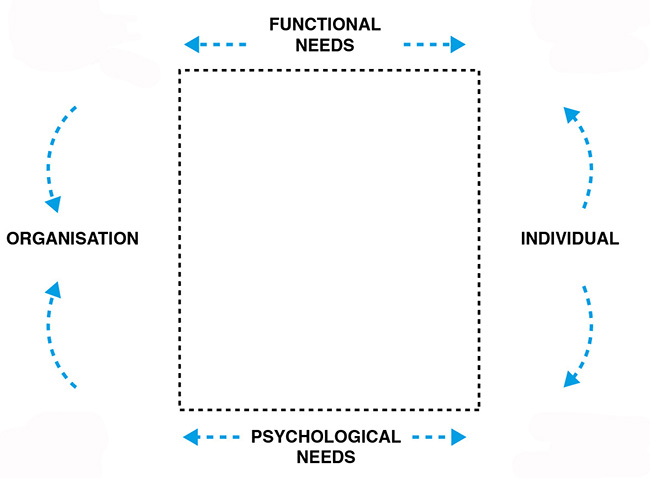 FUNCTIONAL
NEEDS
ORGANISATION
INDIVIDUAL
PSYCHOLOGICAL
NEEDS